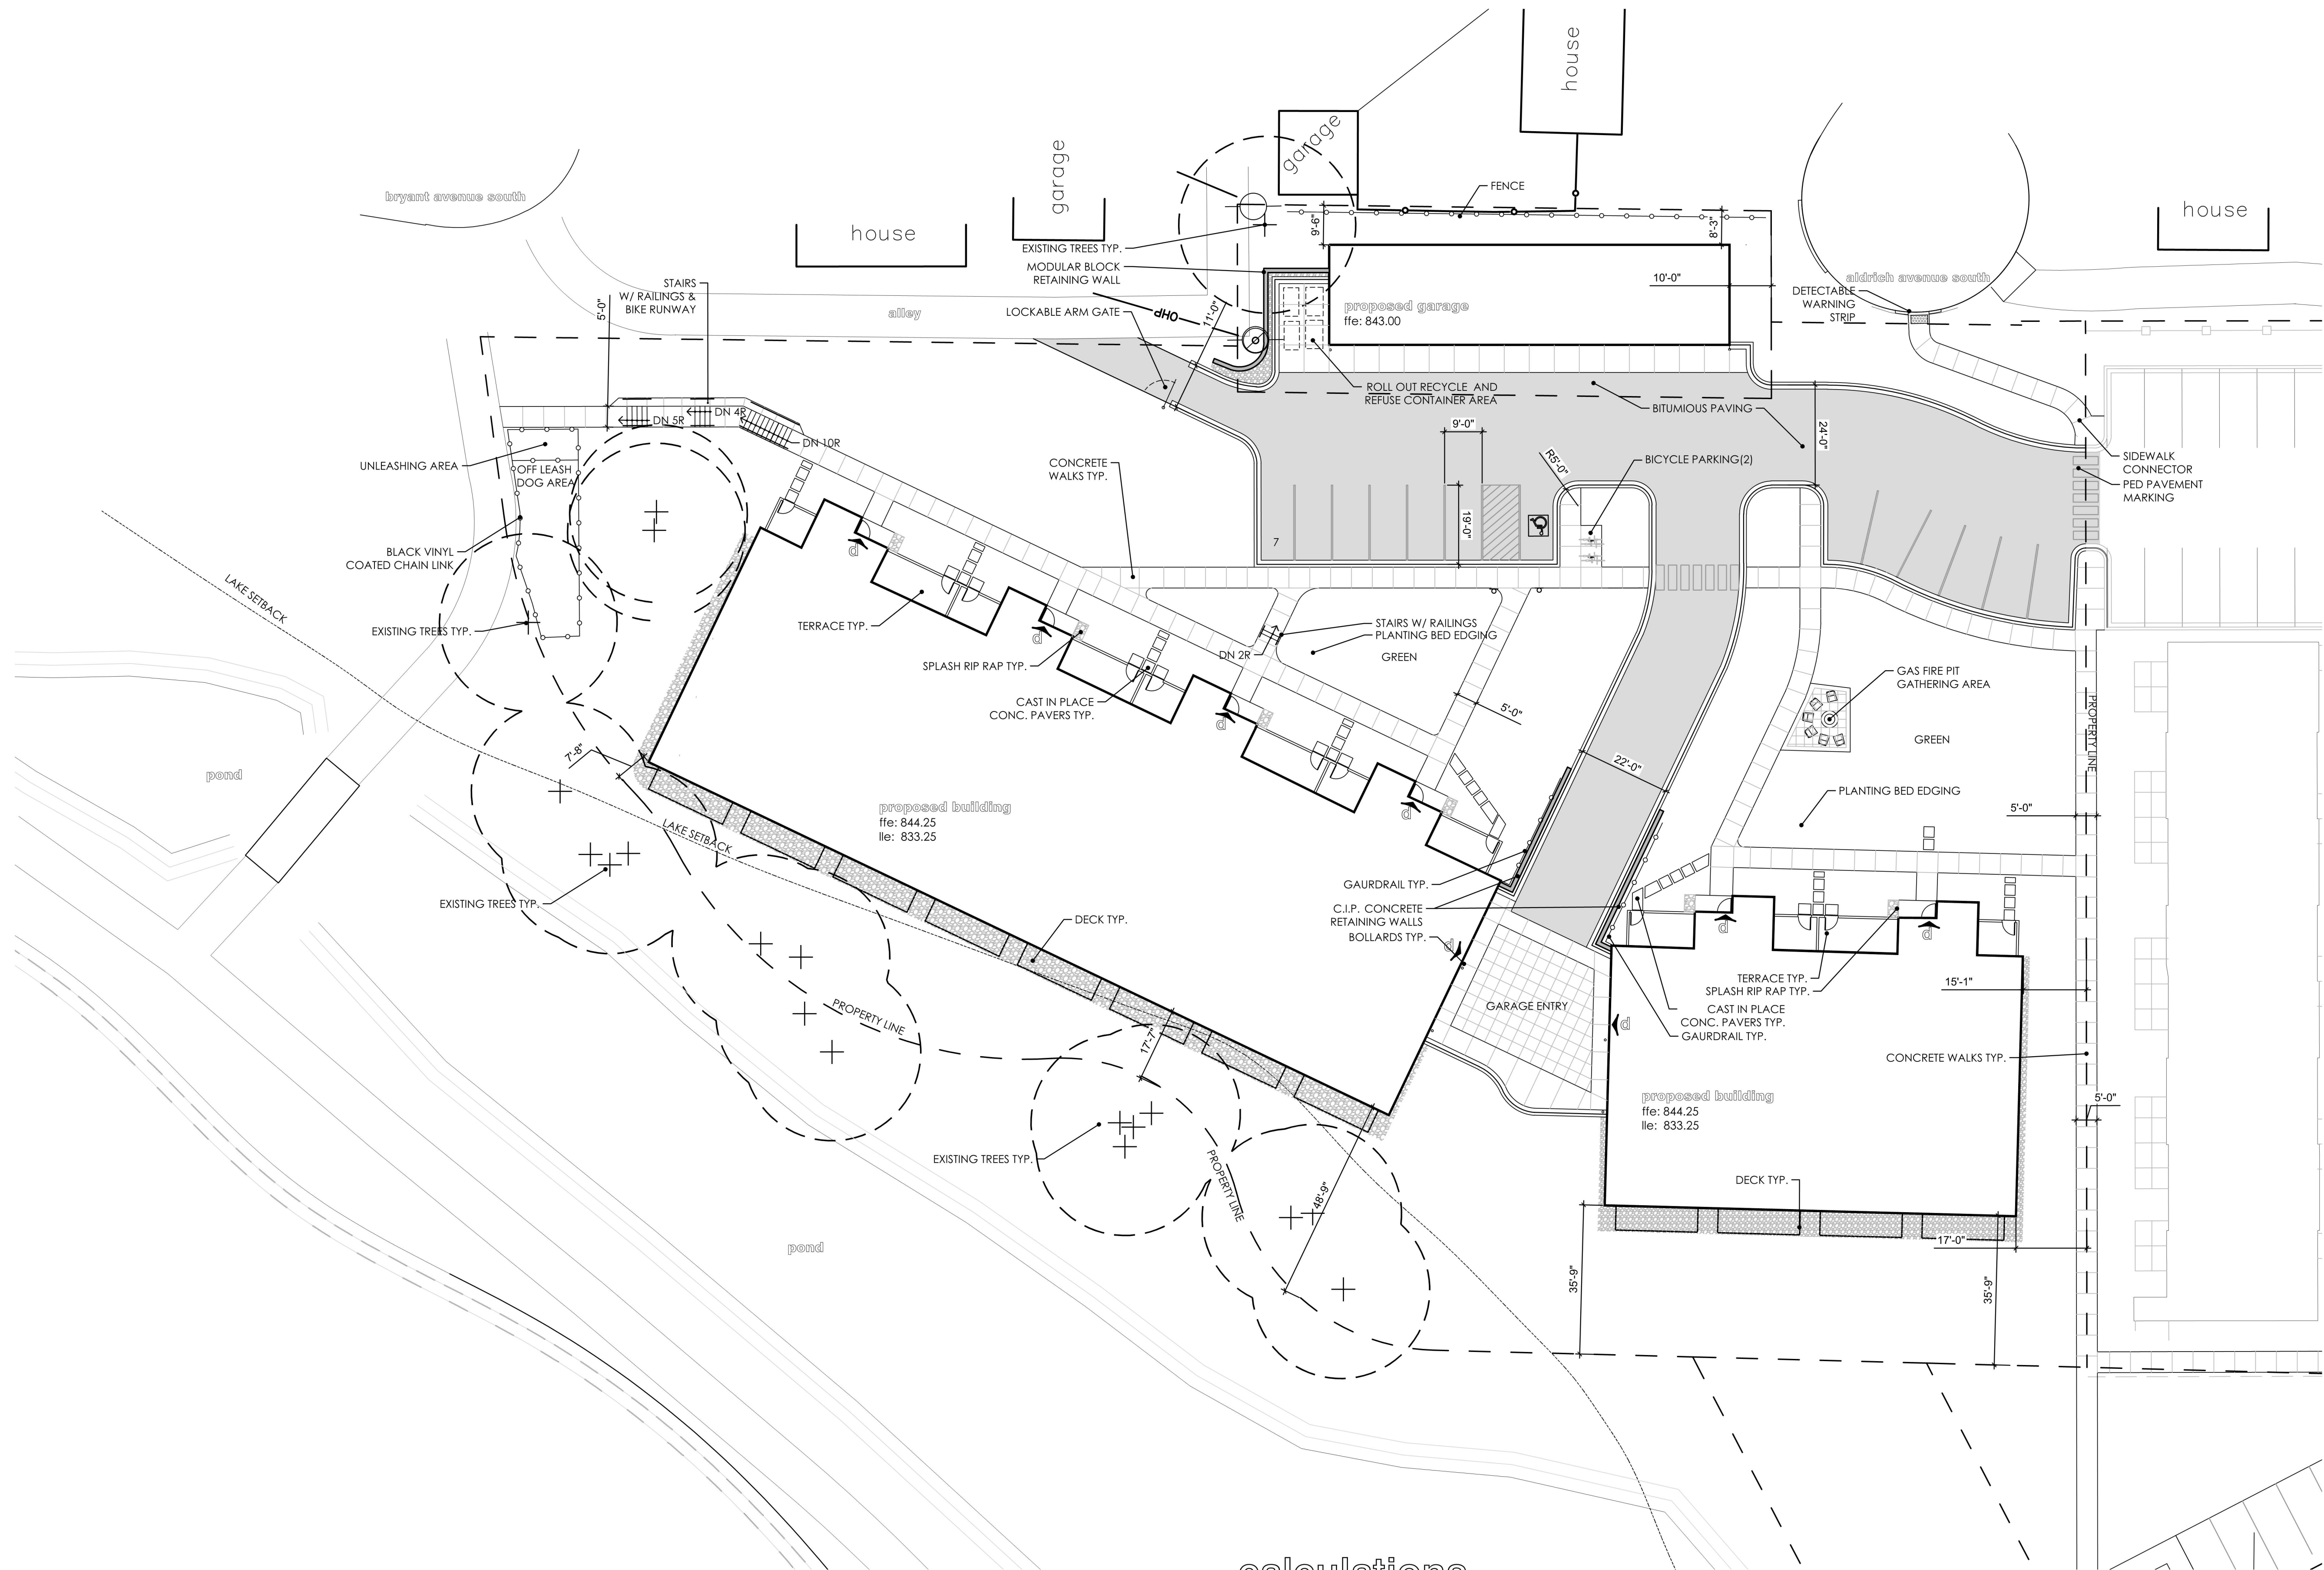 house
garage
garage
FENCE
bryant avenue south
house
house
EXISTING TREES TYP.
9'-6"
8'-3"
MODULAR BLOCK
RETAINING WALL
STAIRS
W/ RAILINGS &
BIKE RUNWAY
5'-0"
alley
LOCKABLE ARM GATE
OHP
11'-0"
proposed garage
ffe: 843.00
10'-0"
aldrich avenue south
DETECTABLE
WARNING
STRIP
ROLL OUT RECYCLE AND
REFUSE CONTAINER AREA
BITUMIOUS PAVING
DN 4R
DN 5R
DN 10R
9'-0"
24'-0"
UNLEASHING AREA
OFF LEASH
DOG AREA
CONCRETE
WALKS TYP.
R5'-0"
BICYCLE PARKING(2)
SIDEWALK
CONNECTOR
PED PAVEMENT
MARKING
19'-0"
7
BLACK VINYL
COATED CHAIN LINK
d
LAKE SETBACK
EXISTING TREES TYP.
TERRACE TYP.
d
STAIRS W/ RAILINGS
PLANTING BED EDGING
DN 2R
GREEN
SPLASH RIP RAP TYP.
GAS FIRE PIT
GATHERING AREA
CAST IN PLACE
CONC. PAVERS TYP.
d
5'-0"
GREEN
PROPERTY LINE
7'-8"
pond
22'-0"
PLANTING BED EDGING
proposed building
ffe: 844.25
lle: 833.25
d
5'-0"
LAKE SETBACK
EXISTING TREES TYP.
GAURDRAIL TYP.
C.I.P. CONCRETE
RETAINING WALLS
BOLLARDS TYP.
d
DECK TYP.
d
d
TERRACE TYP.
SPLASH RIP RAP TYP.
15'-1"
PROPERTY LINE
GARAGE ENTRY
CAST IN PLACE
CONC. PAVERS TYP.
GAURDRAIL TYP.
d
17'-7"
CONCRETE WALKS TYP.
proposed building
ffe: 844.25
lle: 833.25
5'-0"
EXISTING TREES TYP.
PROPERTY LINE
48'-9"
DECK TYP.
pond
17'-0"
35'-9"
35'-9"
calculations